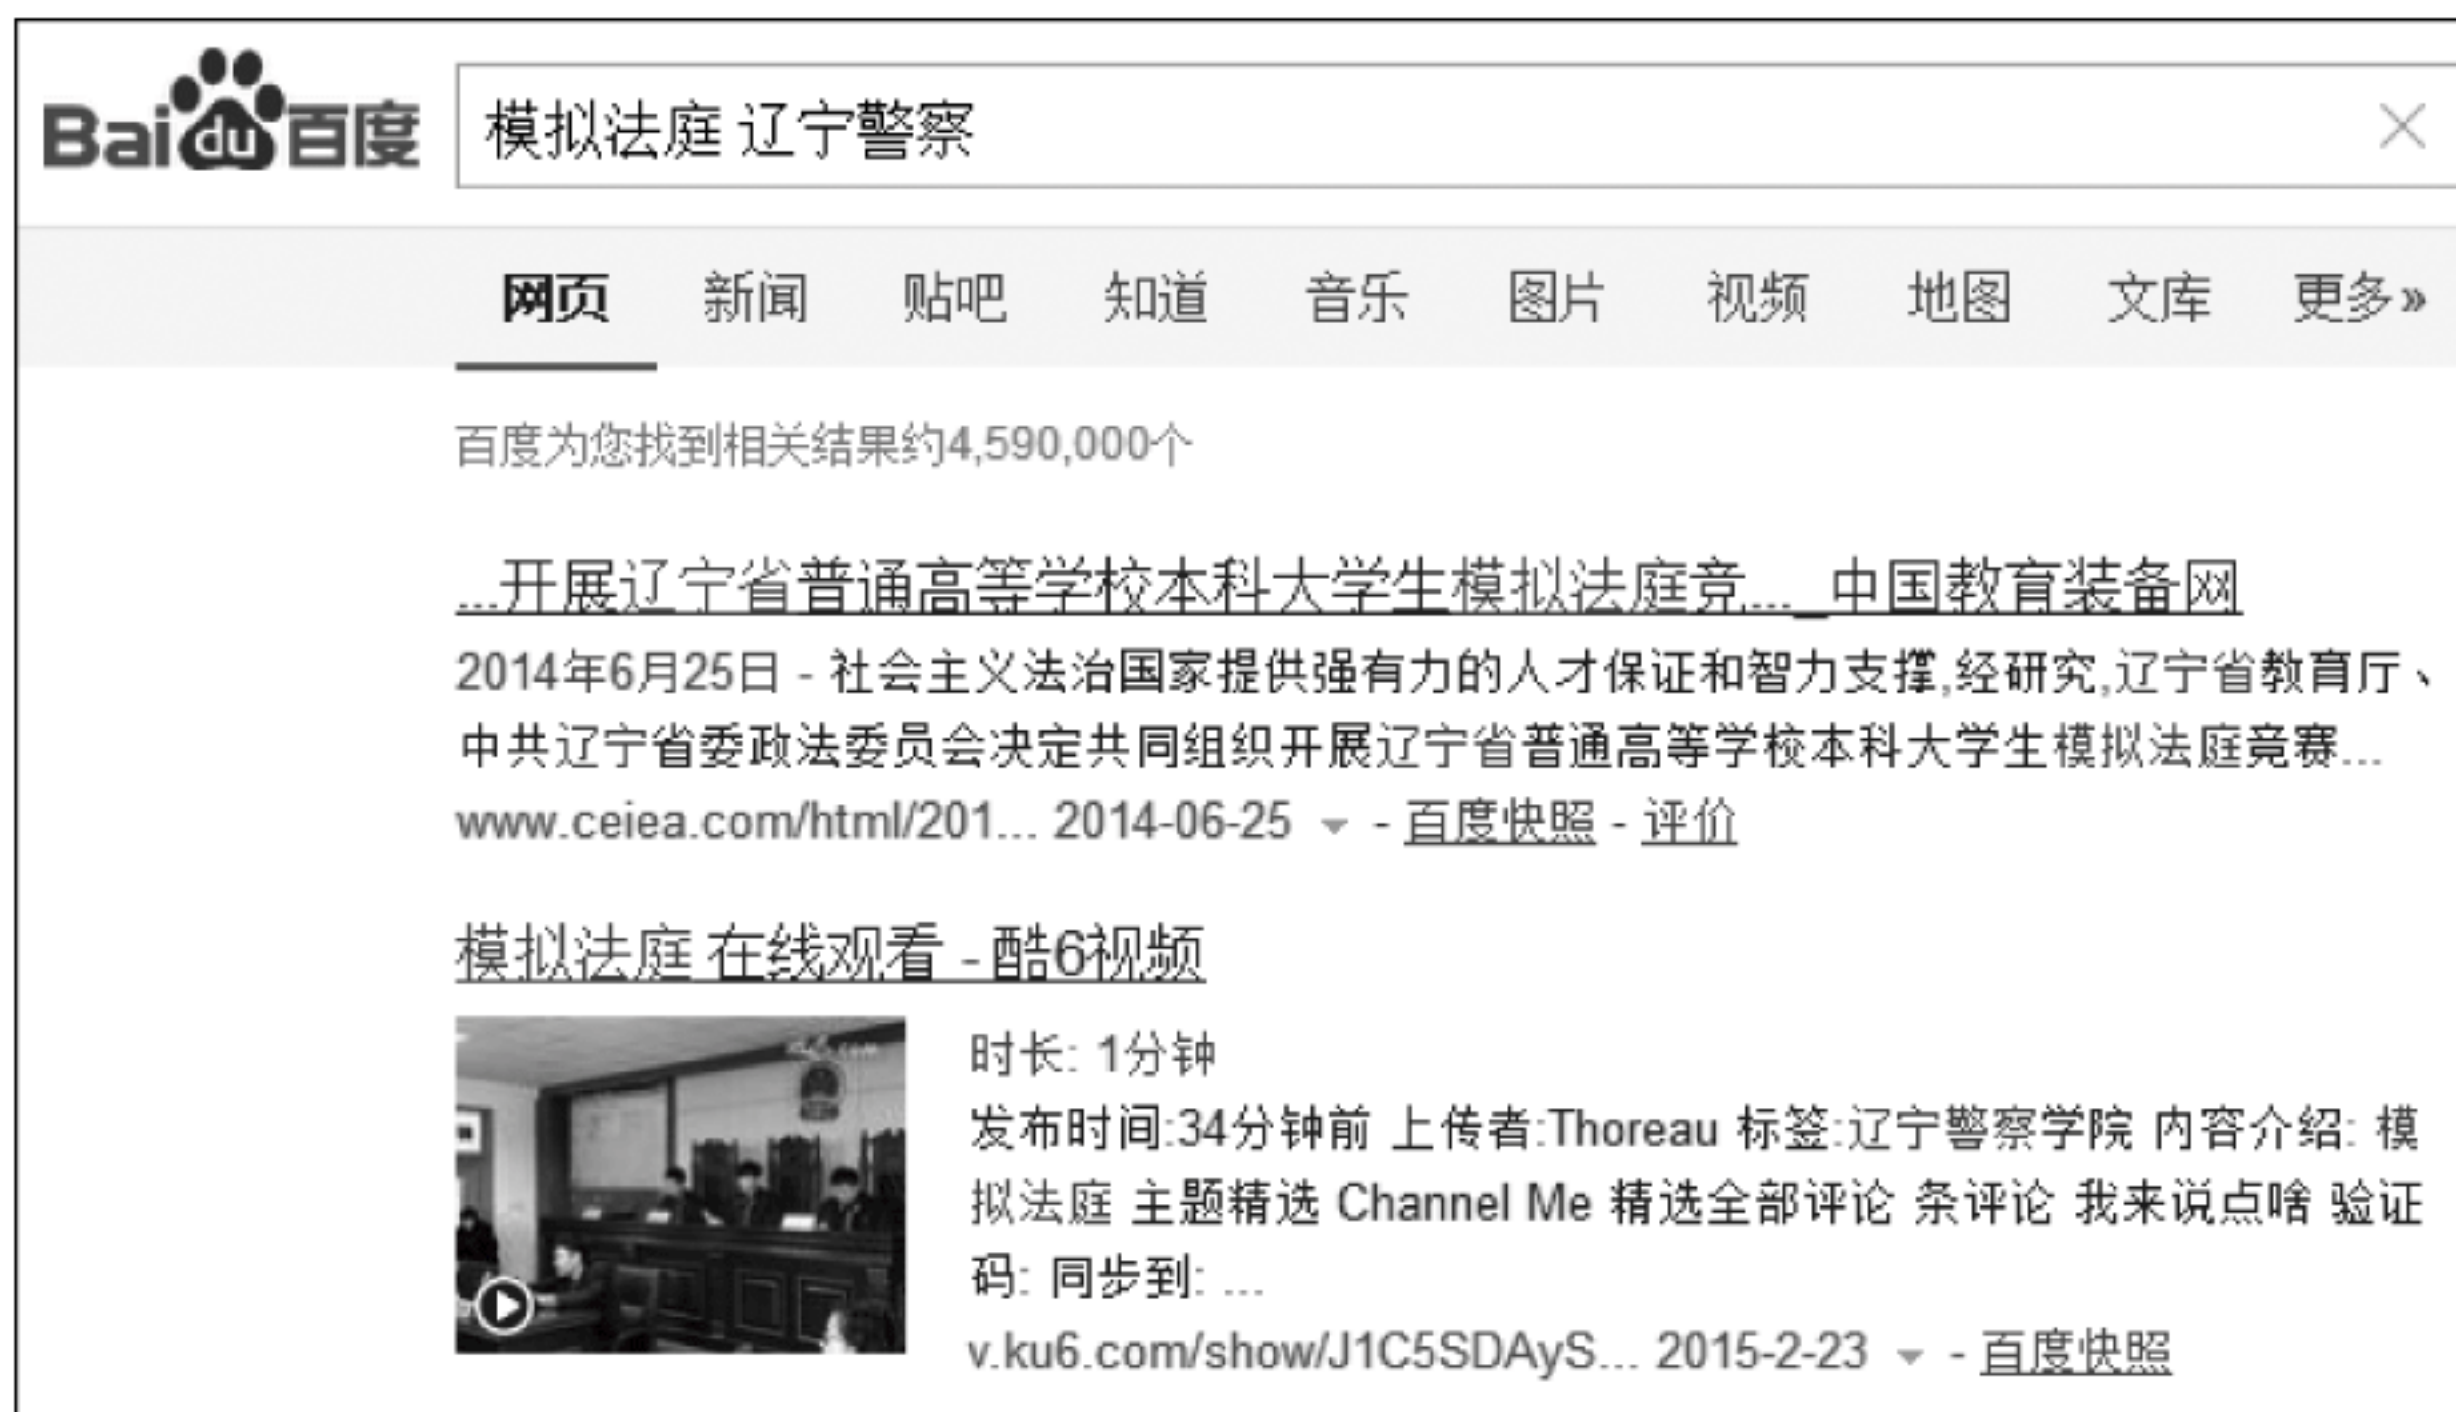 Baidu百度 模拟法庭 辽宁警察
网页 新闻 贴吧 知道 音乐 图片 视频 地图 文库 更多»
百度为您找到相关结果约4,590,000个
...开展辽宁省普通高等学校本科大学生模拟法庭竞..._中国教育装备网
2014年6月25日 - 社会主义法治国家提供强有力的人才保证和智力支撑,经研究,辽宁省教育厅、
中共辽宁省委政法委员会决定共同组织开展辽宁省普通高等学校本科大学生模拟法庭竞赛...
www.ceiea.com/html/201... 2014-06-25 - 百度快照 - 评价
模拟法庭 在线观看 - 酷6视频
时长: 1分钟
发布时间:34分钟前 上传者:Thoreau 标签:辽宁警察学院 内容介绍: 模
拟法庭 主题精选 Channel Me 精选全部评论 条评论 我来说点啥 验证
码: 同步到: ...
v.ku6.com/show/J1C5SDAyS... 2015-2-23 - 百度快照